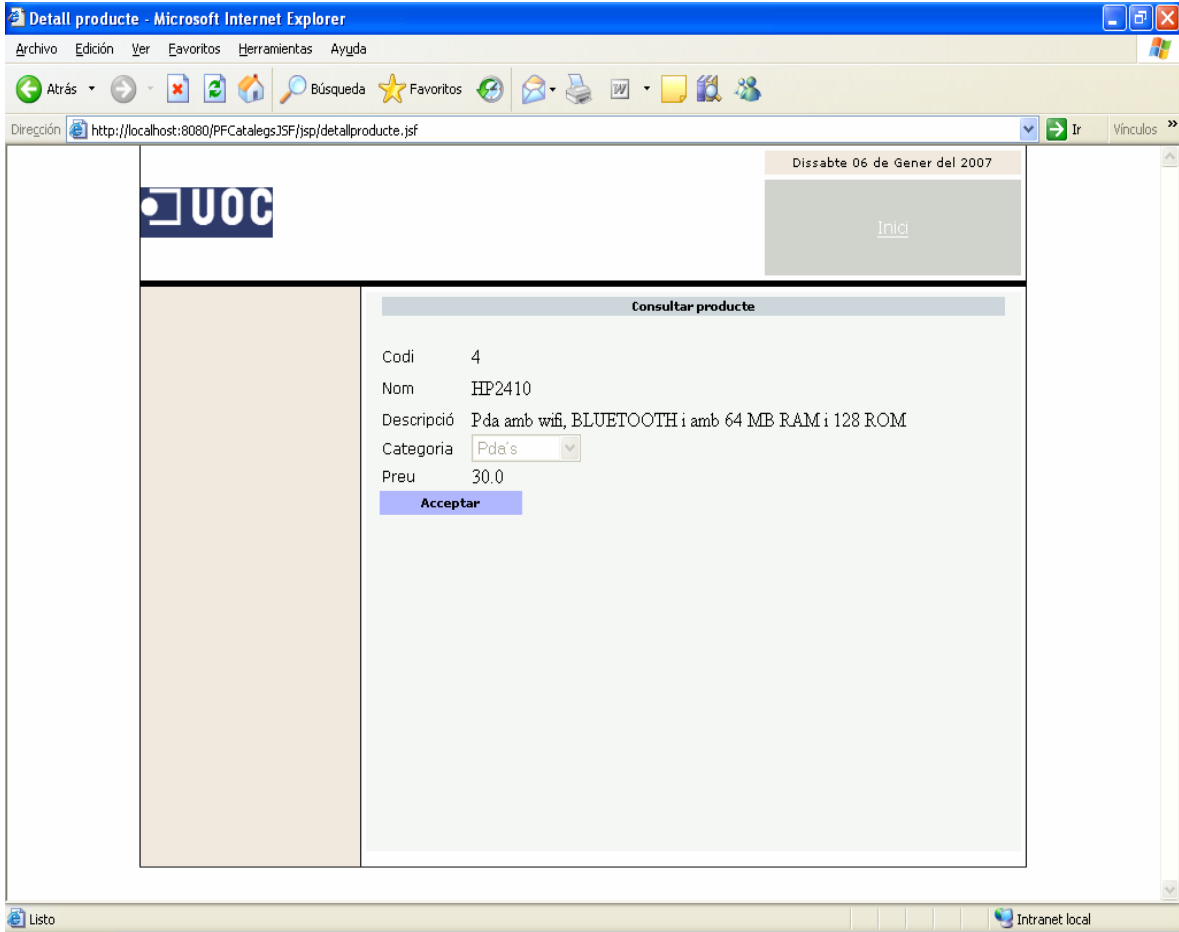 Detall producte - Microsoft Internet Explorer
Archivo Edición Ver Favoritos Herramientas Ayuda
Atrás Búsqueda Favoritos
Dirección http://localhost:8080/PFCatalegsJSF/jsp/detallproducte.jsf Ir Vínculos »
Dissabte 06 de Gener del 2007
UOC
Inici
Consultar producte
Codi 4
Nom HP2410
Descripció Pda amb wifi, BLUETOOTH i amb 64 MB RAM i 128 ROM
Categoria Pda´s
Preu 30.0
Acceptar
Listo Intranet local